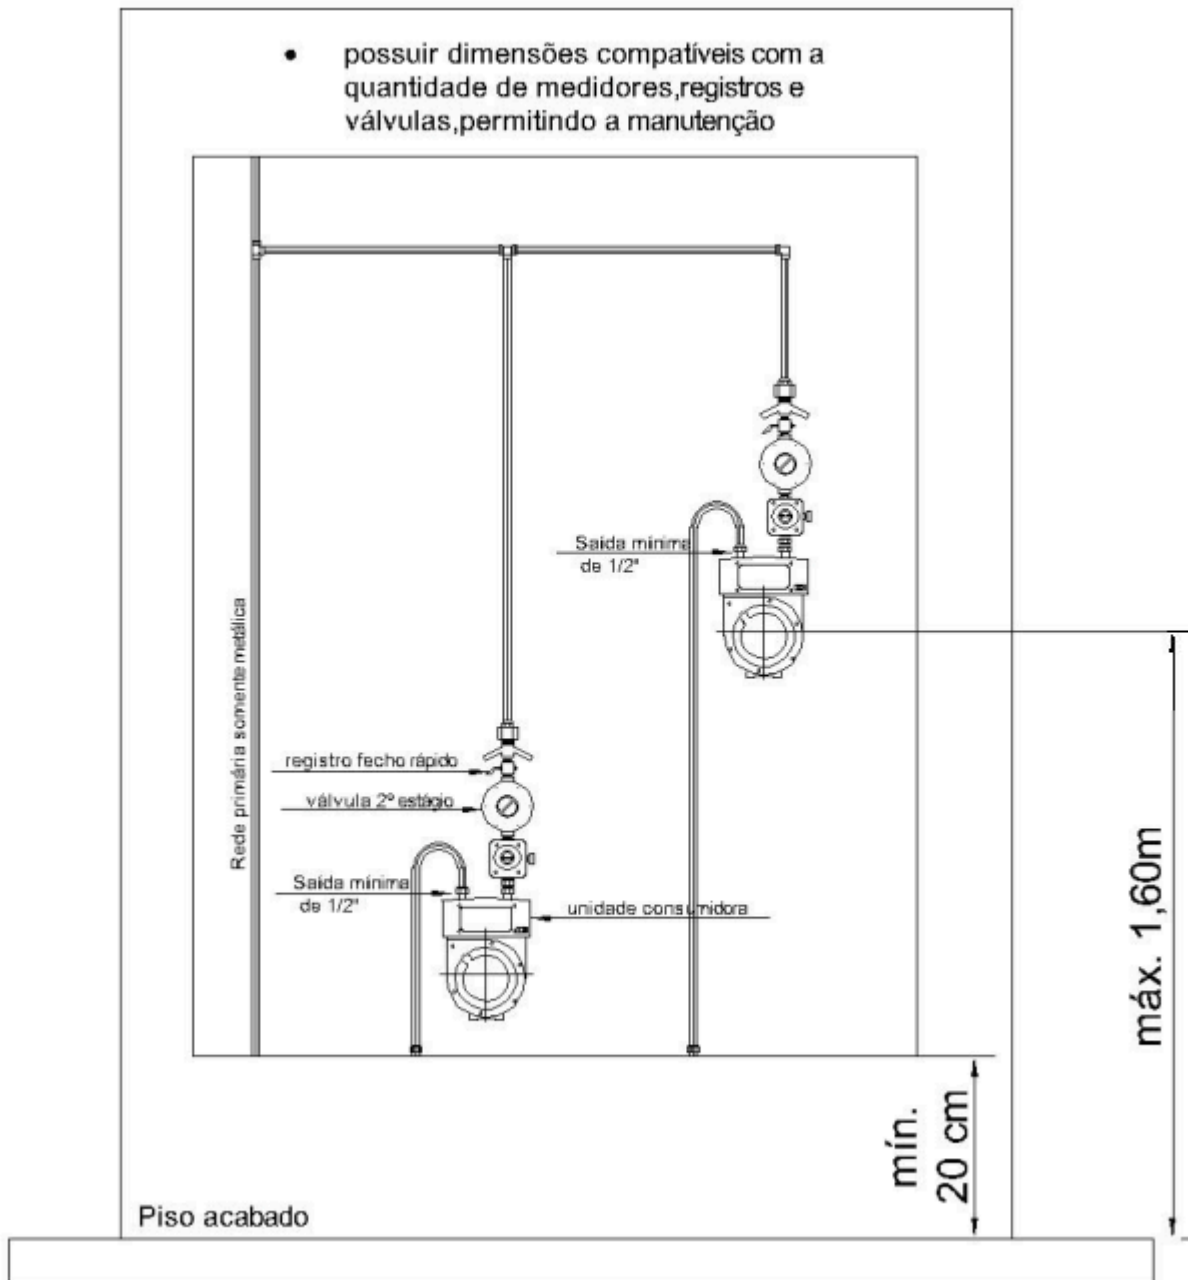 • possuir dimensões compatíveis com a
quantidade de medidores,registros e
válvulas,permitindo a manutenção
Saída mínima
de 1/2"
Rede primária somente metálica
registro fecho rápido
válvula 2º estágio
Saída mínima
de 1/2"
unidade consumidora
máx. 1,60m
mín.
20 cm
Piso acabado